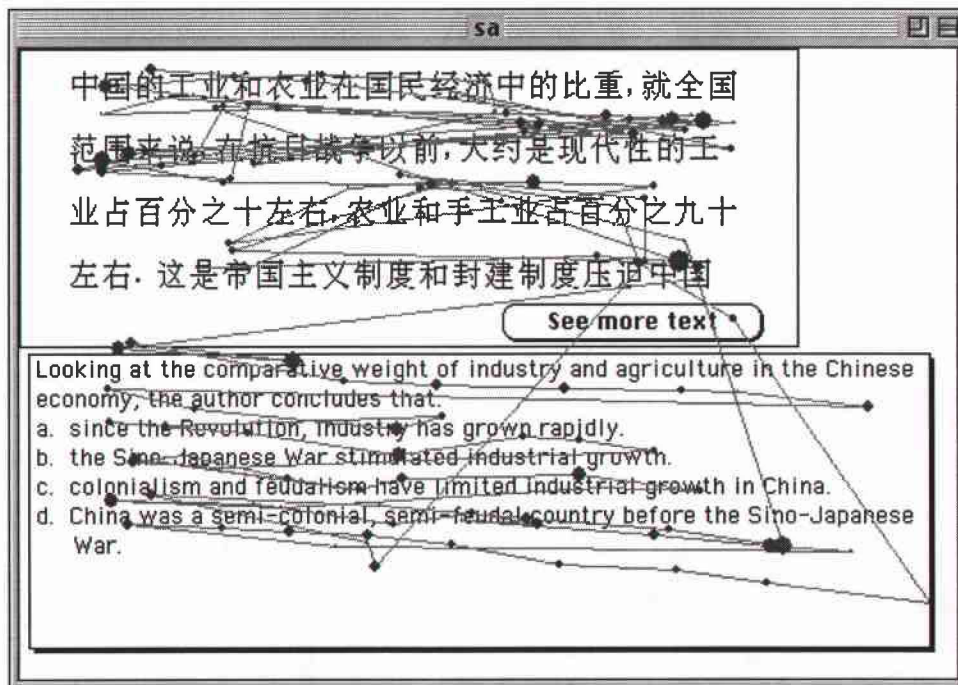 sa
中国的工业和农业在国民经济中的比重,就全国
范围来说,在抗日战争以前,大约是现代性的工
业占百分之十左右,农业和手工业占百分之九十
左右. 这是帝国主义制度和封建制度压迫中国
See more text
Looking at the comparative weight of industry and agriculture in the Chinese
economy, the author concludes that:
a. since the Revolution, industry has grown rapidly.
b. the Sino-Japanese War stimulated industrial growth.
c. colonialism and feudalism have limited industrial growth in China.
d. China was a semi-colonial, semi-feudal country before the Sino-Japanese
War.